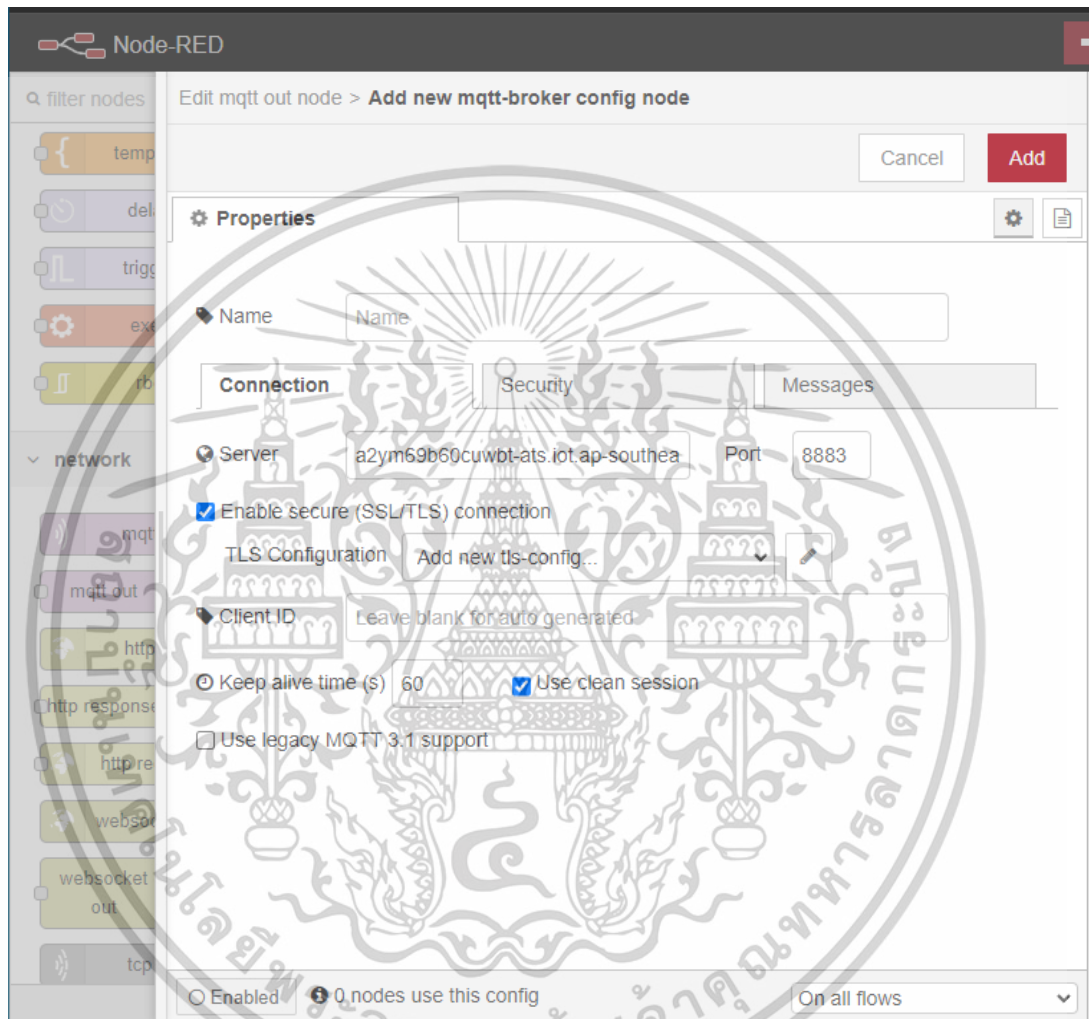 Node-RED
filter nodes
Edit mqtt out node > Add new mqtt-broker config node
Cancel
Add
temp
del
Properties
trigg
exe
Name
Name
rb
Connection
Security
Messages
network
Server
a2ym69b60cuwbt-ats.iot.ap-southea
Port
8883
Enable secure (SSL/TLS) connection
mqtt
TLS Configuration
Add new tls-config...
mqtt out
Client ID
Leave blank for auto generated
http
Keep alive time (s)
60
Use clean session
http response
Use legacy MQTT 3.1 support
http re
websoc
websocket
out
tcp
Enabled
0 nodes use this config
On all flows